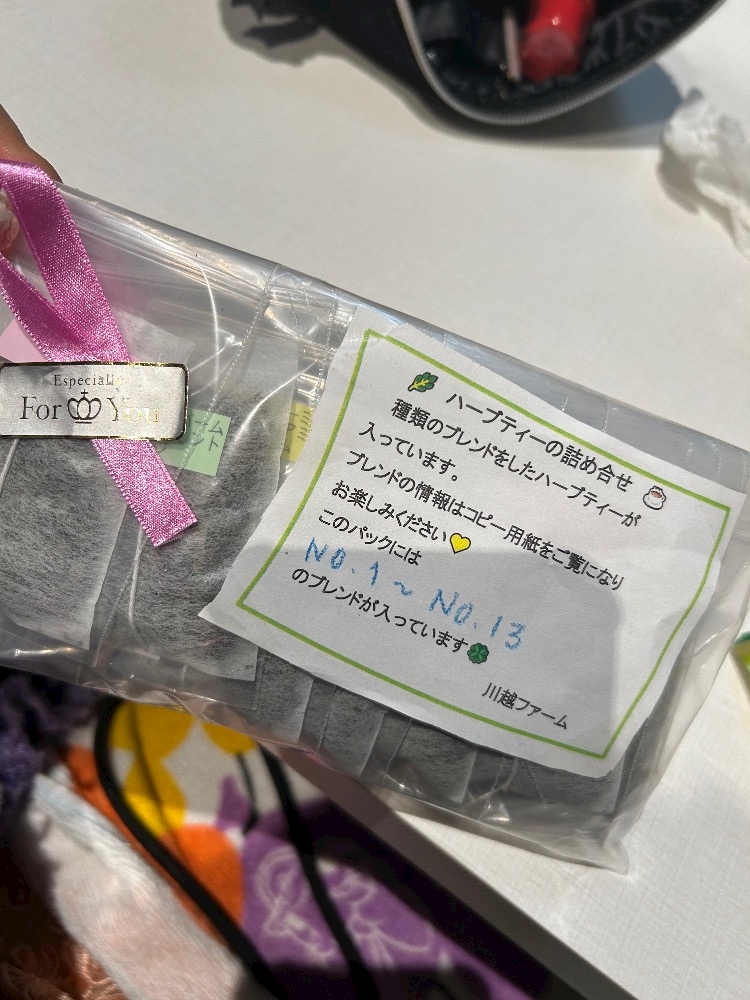 Especially
For You
ハーブティーの詰め合せ
種類のブレンドをしたハーブティーが
入っています。
ブレンドの情報はコピー用紙をご覧になり
お楽しみください
このパックには
NO.1～NO.13
のブレンドが入っています
川越ファーム